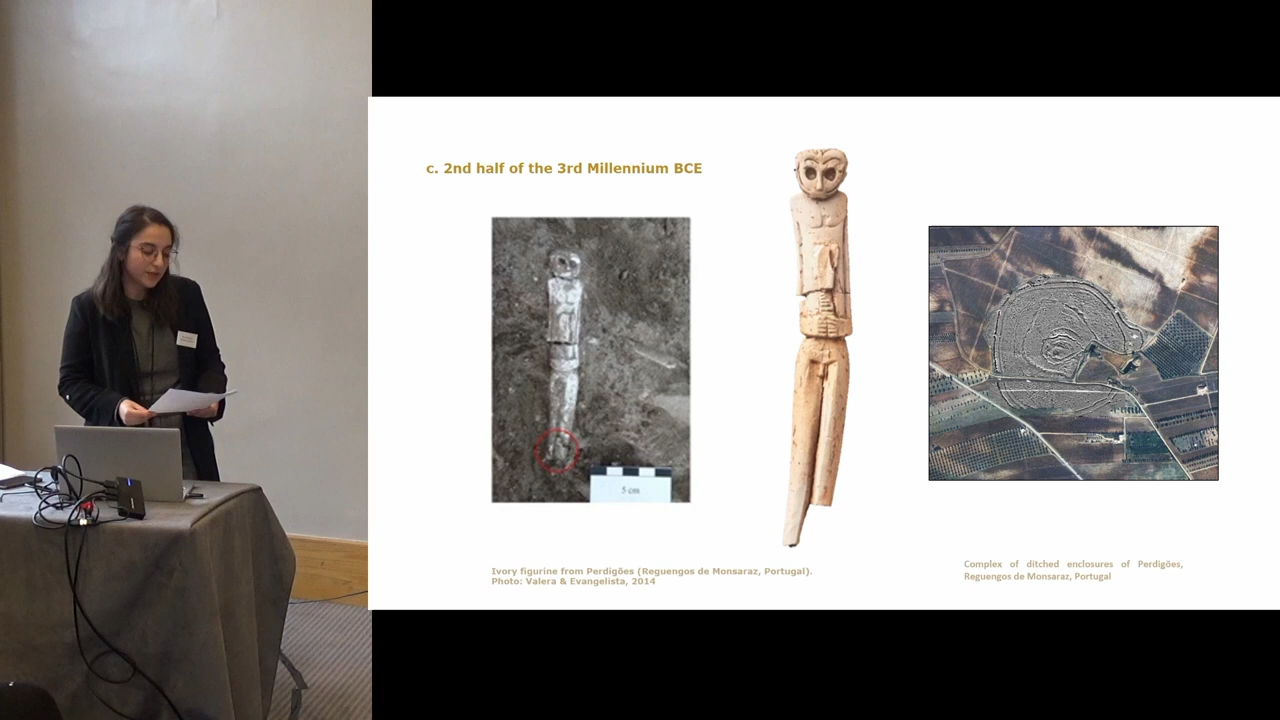 c. 2nd half of the 3rd Millennium BCE
5 cm
Ivory figurine from Perdigões (Reguengos de Monsaraz, Portugal).
Photo: Valera & Evangelista, 2014
Complex of ditched enclosures of Perdigões,
Reguengos de Monsaraz, Portugal